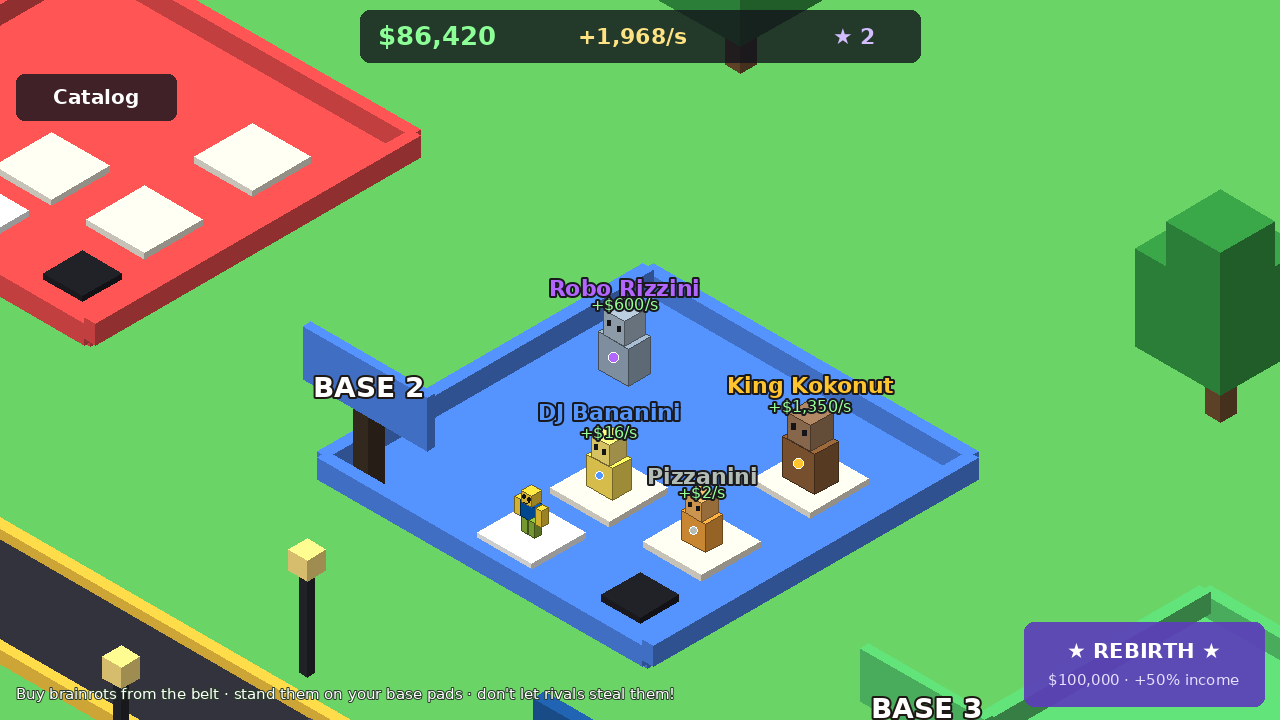 $86,420
+1,968/s
★ 2
Catalog
Robo Rizzini
+$600/s
King Kokonut
+$1,350/s
BASE 2
DJ Bananini
+$16/s
Pizzanini
+$2/s
★ REBIRTH ★
$100,000 · +50% income
Buy brainrots from the belt · stand them on your base pads · don't let rivals steal them!
BASE 3